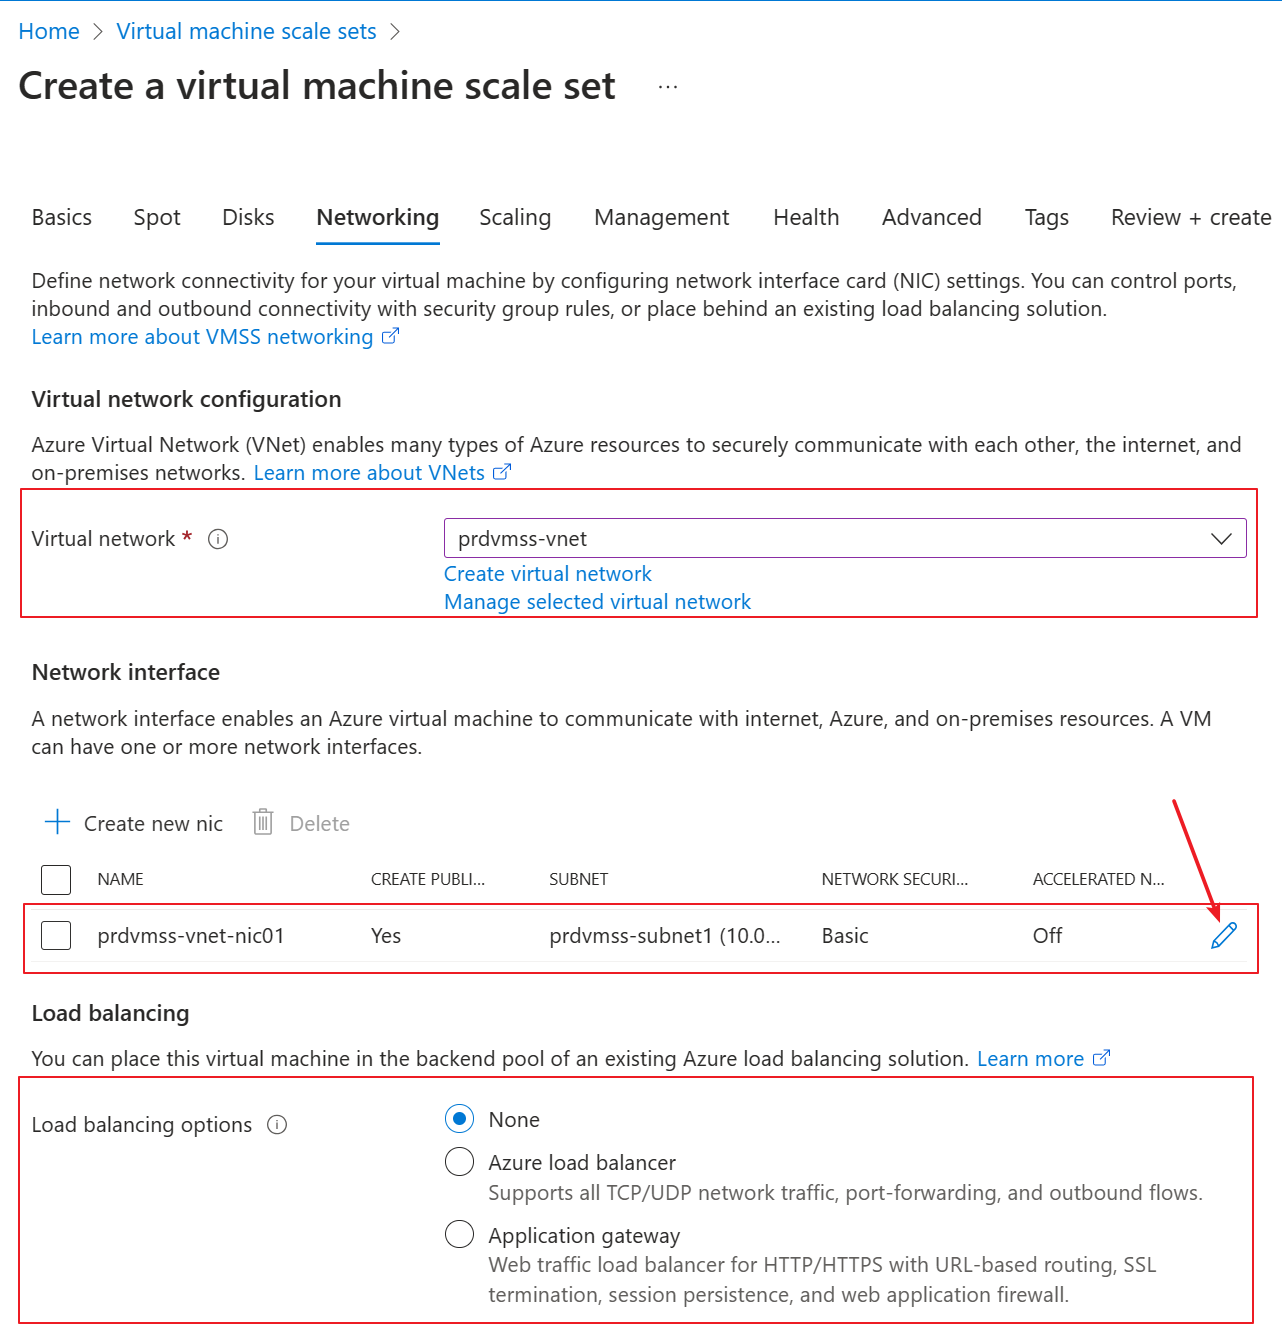 Home > Virtual machine scale sets >
Create a virtual machine scale set ...
Basics Spot Disks Networking Scaling Management Health Advanced Tags Review + create
Define network connectivity for your virtual machine by configuring network interface card (NIC) settings. You can control ports,
inbound and outbound connectivity with security group rules, or place behind an existing load balancing solution.
Learn more about VMSS networking
Virtual network configuration
Azure Virtual Network (VNet) enables many types of Azure resources to securely communicate with each other, the internet, and
on-premises networks. Learn more about VNets
Virtual network *
prdvmss-vnet
Create virtual network
Manage selected virtual network
Network interface
A network interface enables an Azure virtual machine to communicate with internet, Azure, and on-premises resources. A VM
can have one or more network interfaces.
Create new nic Delete
NAME CREATE PUBLI... SUBNET NETWORK SECURI... ACCELERATED N...
prdvmss-vnet-nic01 Yes prdvmss-subnet1 (10.0... Basic Off
Load balancing
You can place this virtual machine in the backend pool of an existing Azure load balancing solution. Learn more
Load balancing options
None
Azure load balancer
Supports all TCP/UDP network traffic, port-forwarding, and outbound flows.
Application gateway
Web traffic load balancer for HTTP/HTTPS with URL-based routing, SSL
termination, session persistence, and web application firewall.